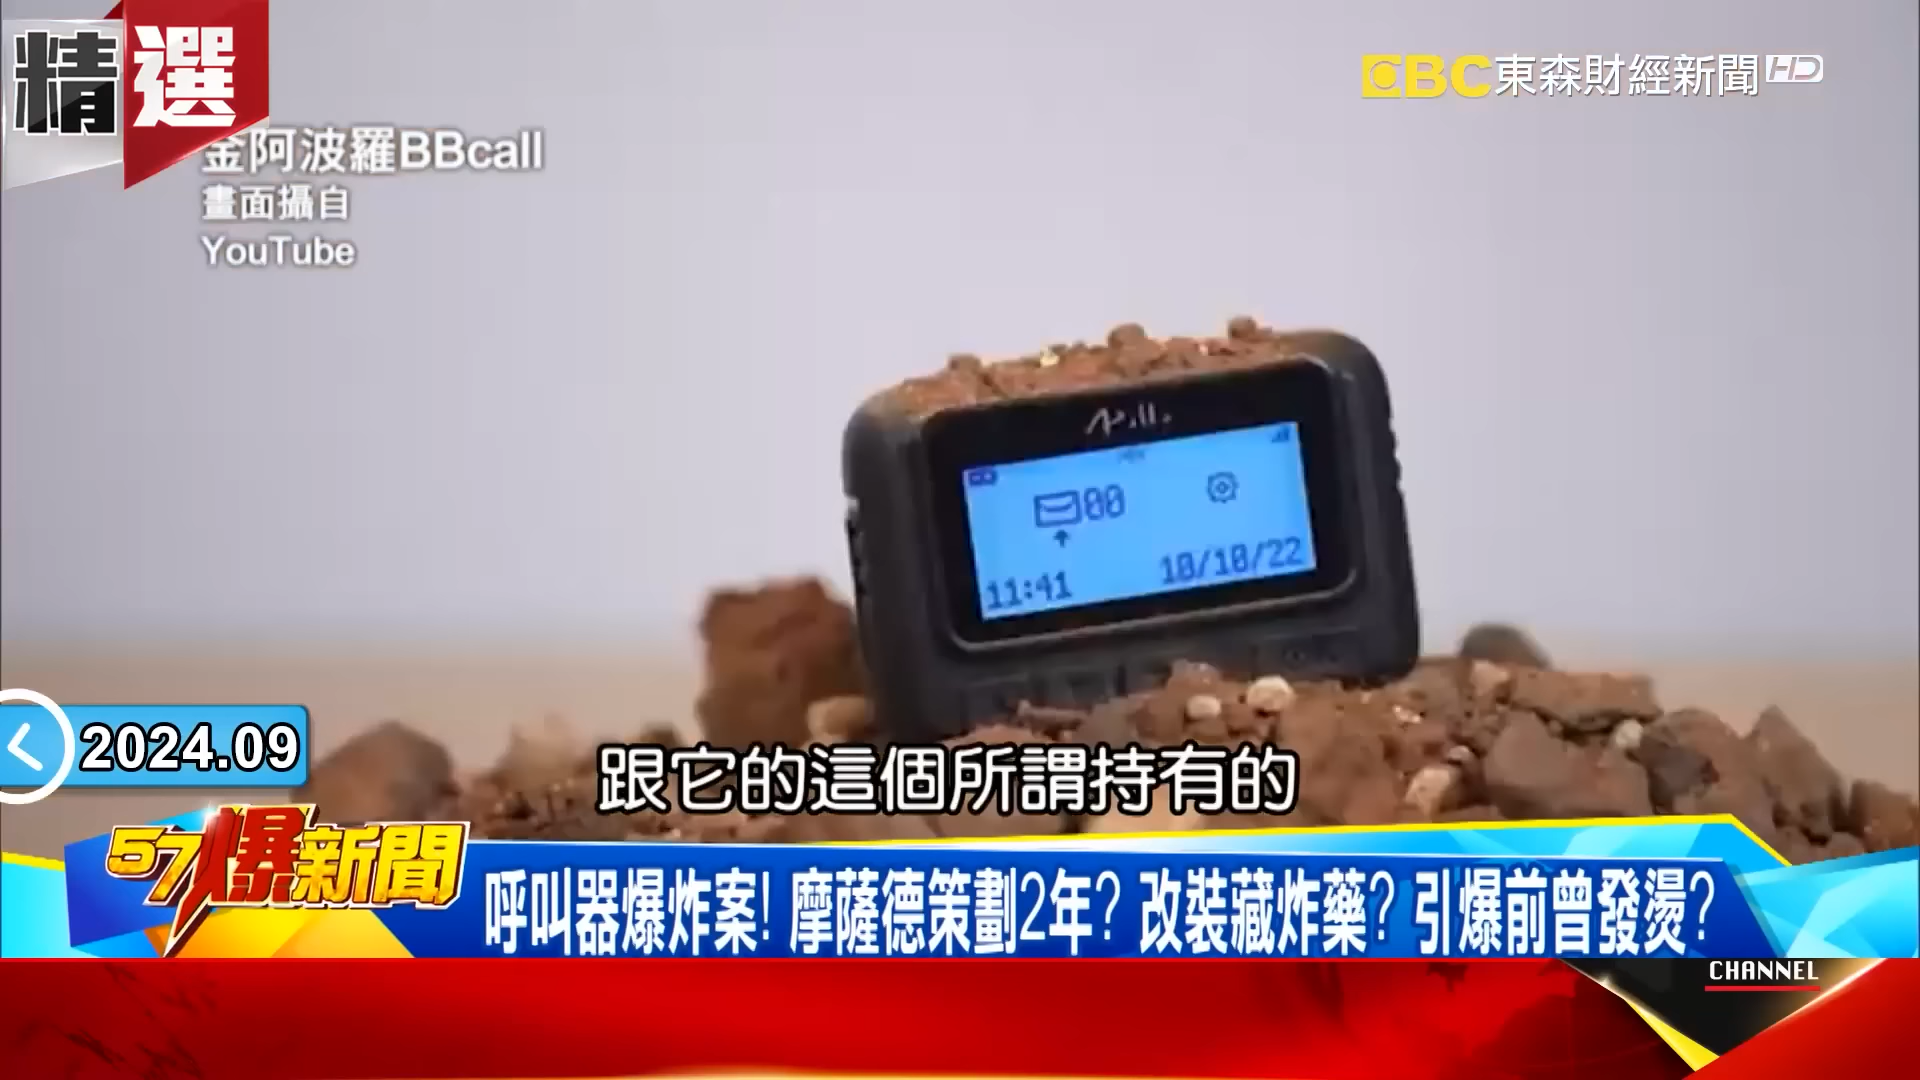 精選
EBC東森財經新聞HD
金阿波羅BBcall
畫面攝自
YouTube
00
11:41
10/10/22
2024.09
跟它的這個所謂持有的
57爆新聞
呼叫器爆炸案! 摩薩德策劃2年? 改裝藏炸藥? 引爆前曾發燙?
CHANNEL